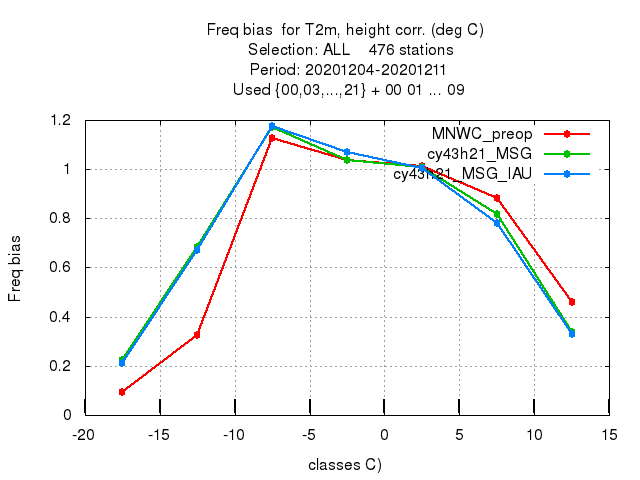 Freq bias  for T2m, height corr. (deg C)
Selection: ALL    476 stations
Period: 20201204-20201211
Used {00,03,...,21} + 00 01 ... 09
MNWC_preop
cy43h21_MSG
cy43h21_MSG_IAU
Freq bias
1.2
1
0.8
0.6
0.4
0.2
0
-20 -15 -10 -5 0 5 10 15
classes C)